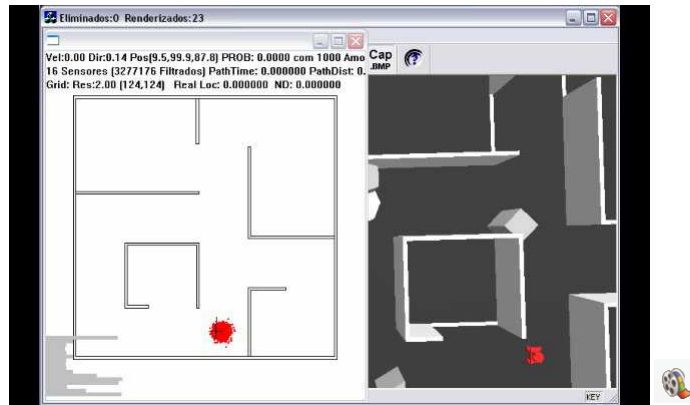 Eliminados:0 Renderizados:23
Vel:0.00 Dir:0.14 Pos(9.5,99.9,87.8) PROB: 0.0000 com 1000 Amo
16 Sensores (3277176 Filtrados) PathTime: 0.000000 PathDist: 0.
Grid: Res:2.00 (124,124) Real Loc: 0.000000 ND: 0.000000
Cap
.BMP
KEY